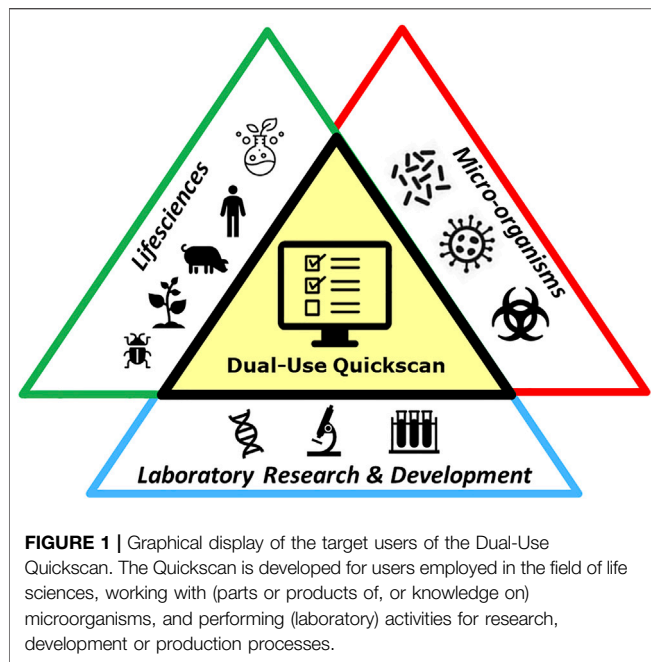 Lifesciences
Micro-organisms
Dual-Use Quickscan
Laboratory Research & Development
FIGURE 1 | Graphical display of the target users of the Dual-Use
Quickscan. The Quickscan is developed for users employed in the field of life
sciences, working with (parts or products of, or knowledge on)
microorganisms, and performing (laboratory) activities for research,
development or production processes.